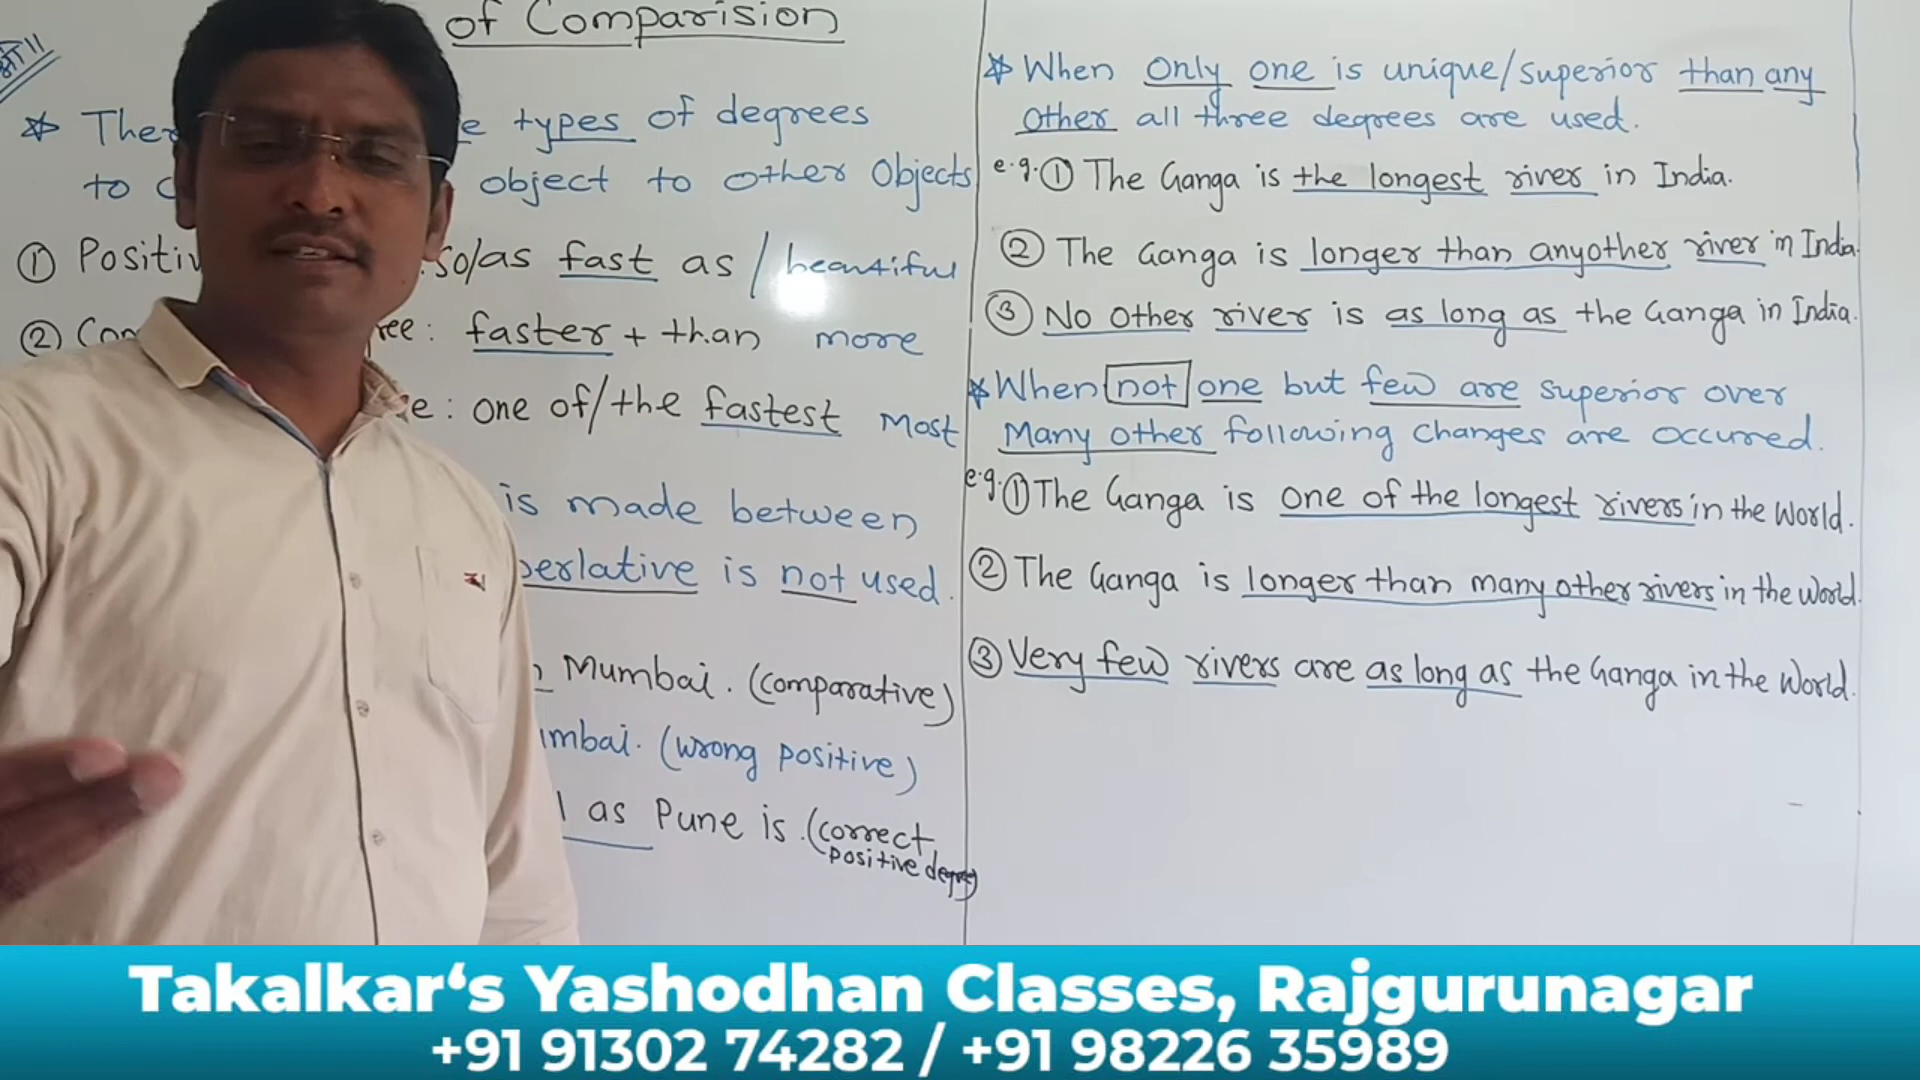 of Comparision
* Ther e types of degrees
to c object to other Objects
① Positiv so/as fast as / beautiful
② Com ree: faster + than more
e: one of/the fastest Most
is made between
perlative is not used.
Mumbai. (comparative)
mbai. (wrong positive)
l as Pune is (correct
positive degree)
* When only one is unique/superior than any
other all three degrees are used.
e.g. ① The Ganga is the longest river in India.
② The Ganga is longer than anyother river in India.
③ No other river is as long as the Ganga in India.
* When not one but few are superior over
Many other following changes are occurred.
e.g. ① The Ganga is one of the longest rivers in the World.
② The Ganga is longer than many other rivers in the World.
③ Very few rivers are as long as the Ganga in the World.
Takalkar‘s Yashodhan Classes, Rajgurunagar
+91 91302 74282 / +91 98226 35989